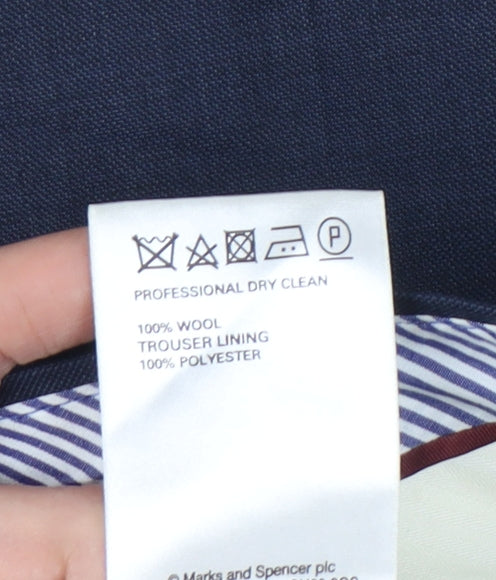 P
PROFESSIONAL DRY CLEAN
100% WOOL
TROUSER LINING
100% POLYESTER
© Marks and Spencer plc